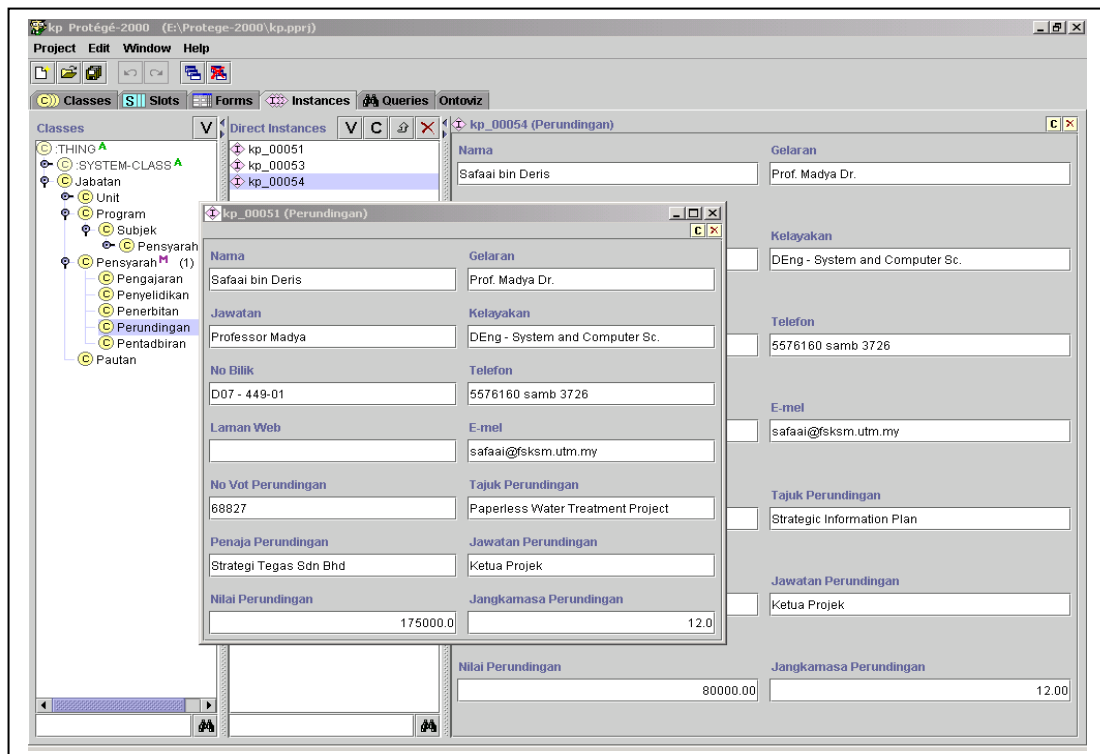 kp Protégé-2000 (E:\Protege-2000\kp.pprj)
Project Edit Window Help
Classes Slots Forms Instances Queries Ontoviz
Classes
:THING A
:SYSTEM-CLASS A
Jabatan
Unit
Program
Subjek
Pensyarah
Pensyarah M (1)
Pengajaran
Penyelidikan
Penerbitan
Perundingan
Pentadbiran
Pautan
Direct Instances
kp_00051
kp_00053
kp_00054
kp_00054 (Perundingan)
Nama
Gelaran
Safaai bin Deris
Prof. Madya Dr.
Kelayakan
DEng - System and Computer Sc.
Telefon
5576160 samb 3726
E-mel
safaai@fsksm.utm.my
Tajuk Perundingan
Strategic Information Plan
Jawatan Perundingan
Ketua Projek
Nilai Perundingan
Jangkamasa Perundingan
80000.00
12.00
kp_00051 (Perundingan)
Nama
Gelaran
Safaai bin Deris
Prof. Madya Dr.
Jawatan
Kelayakan
Professor Madya
DEng - System and Computer Sc.
No Bilik
Telefon
D07 - 449-01
5576160 samb 3726
Laman Web
E-mel
safaai@fsksm.utm.my
No Vot Perundingan
Tajuk Perundingan
68827
Paperless Water Treatment Project
Penaja Perundingan
Jawatan Perundingan
Strategi Tegas Sdn Bhd
Ketua Projek
Nilai Perundingan
Jangkamasa Perundingan
175000.0
12.0